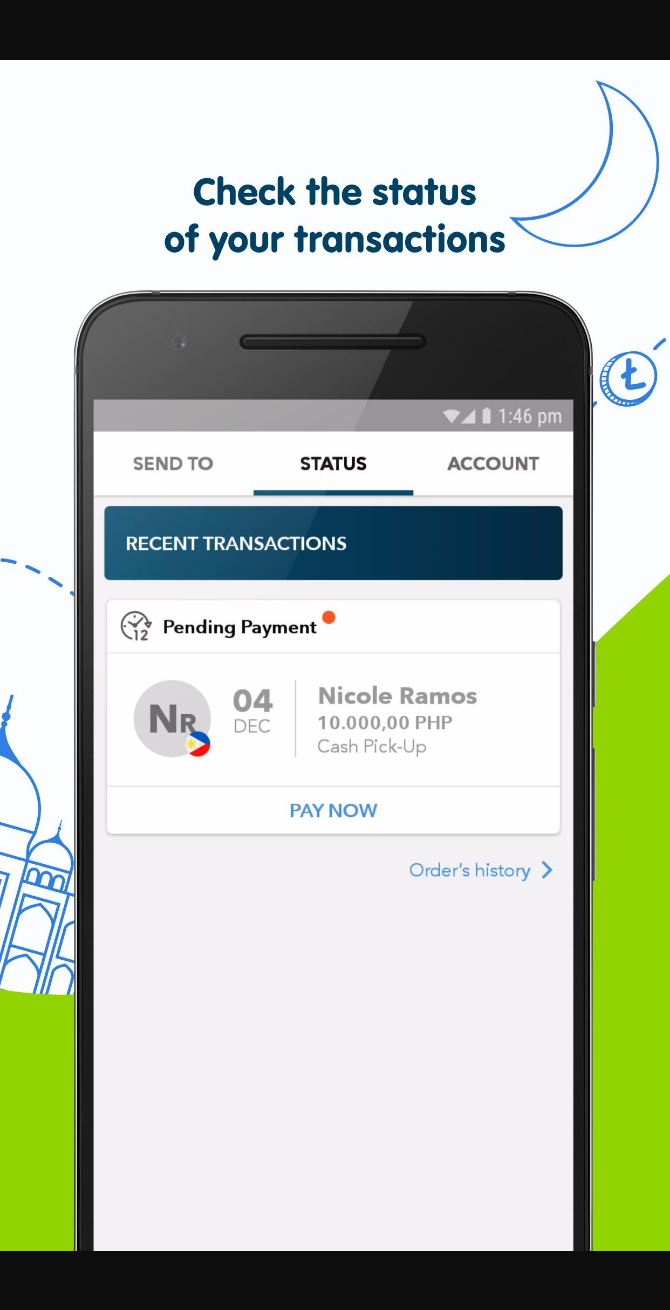 Check the status
of your transactions
1:46 pm
SEND TO STATUS ACCOUNT
RECENT TRANSACTIONS
12 Pending Payment
NR
04
DEC
Nicole Ramos
10.000,00 PHP
Cash Pick-Up
PAY NOW
Order's history